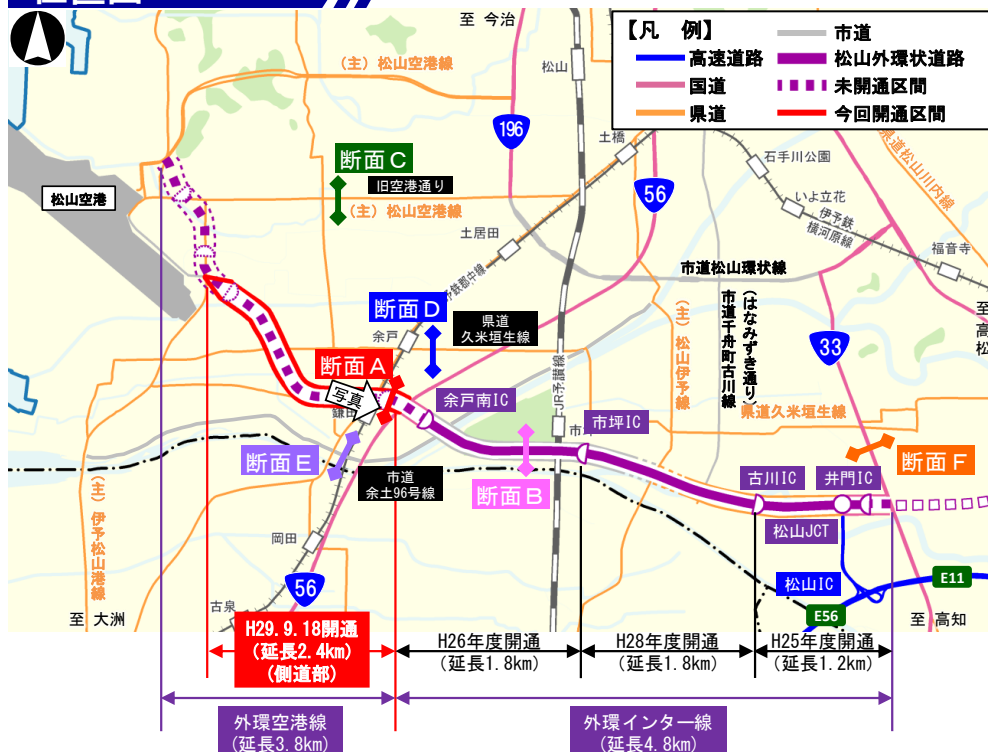 至 今治
【凡 例】
高速道路
国道
県道
市道
松山外環状道路
未開通区間
今回開通区間
(主)松山空港線
松山
196
土橋
石手川公園
県道松山川内線
断面C
旧空港通り
56
いよ立花
伊予鉄
横河原線
松山空港
(主)松山空港線
土居田
福音寺
市道松山環状線
予鉄郡中線
至 高松
断面D
余戸
県道
久米垣生線
JR予讃線
(主)松山伊予線
(はなみずき通り)
市道千舟町古川線
33
断面A
写真
鎌田
余戸南IC
市坪IC
県道久米垣生線
断面E
市道
余土96号線
断面B
断面F
古川IC
井門IC
松山JCT
(主)伊予松山港線
岡田
松山IC
E11
56
古泉
E56
至 大洲
至 高知
H29.9.18開通
(延長2.4km)
(側道部)
H26年度開通
(延長1.8km)
H28年度開通
(延長1.8km)
H25年度開通
(延長1.2km)
外環空港線
(延長3.8km)
外環インター線
(延長4.8km)